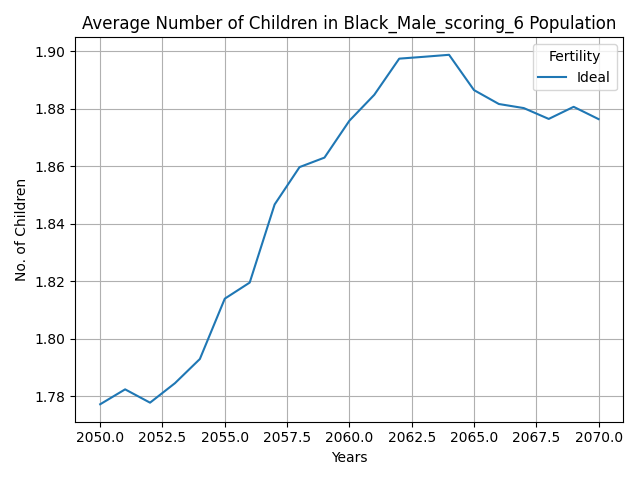 Average Number of Children in Black_Male_scoring_6 Population
Fertility
Ideal
1.90
1.88
1.86
1.84
1.82
1.80
1.78
No. of Children
2050.0 2052.5 2055.0 2057.5 2060.0 2062.5 2065.0 2067.5 2070.0
Years